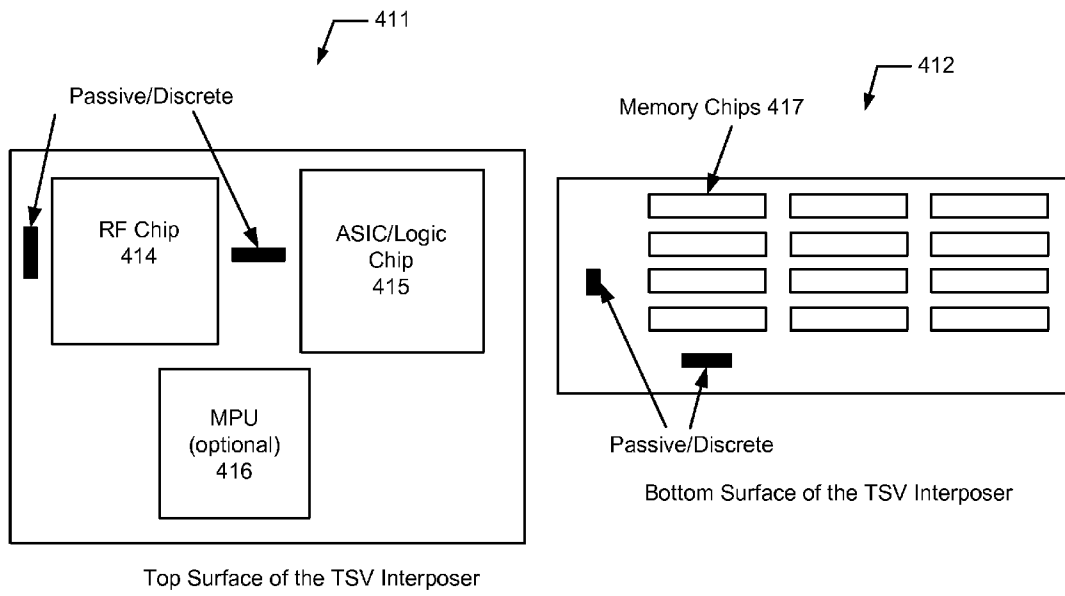 411
Passive/Discrete
RF Chip
414
ASIC/Logic
Chip
415
MPU
(optional)
416
Top Surface of the TSV Interposer
412
Memory Chips 417
Passive/Discrete
Bottom Surface of the TSV Interposer